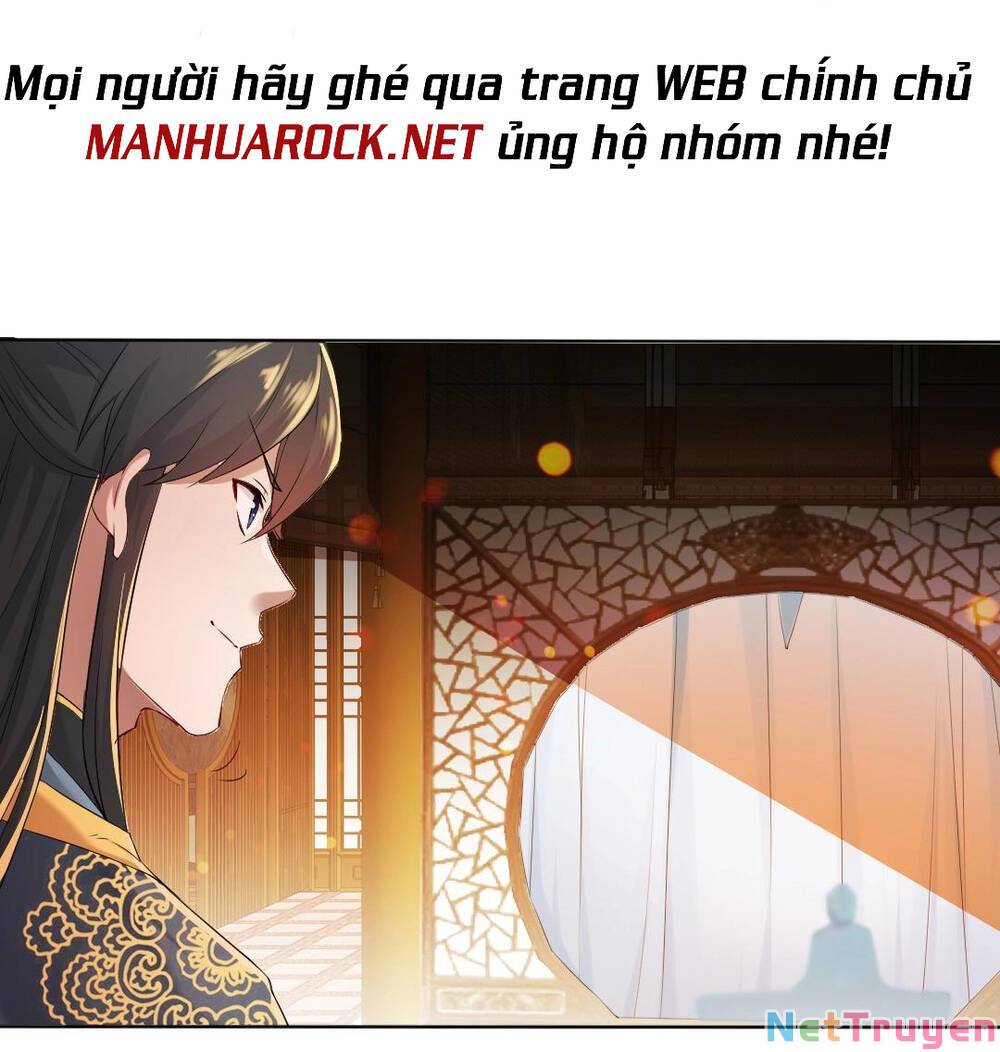 Mọi người hãy ghé qua trang WEB chính chủ
MANHUAROCK.NET ủng hộ nhóm nhé!
NetTruyen